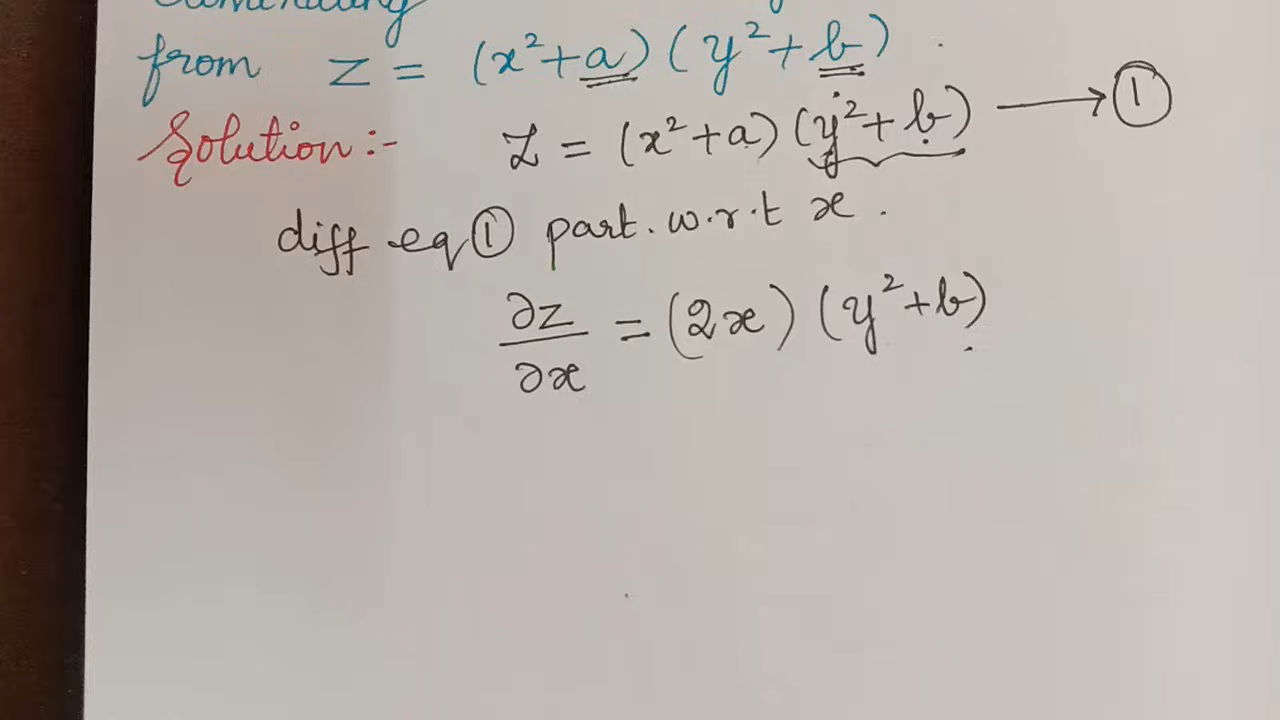 from z = (x²+a)(y²+b)
Solution:- z = (x²+a)(y²+b) → ①
diff eq ① part. w.r.t x.
∂z/∂x = (2x)(y²+b)